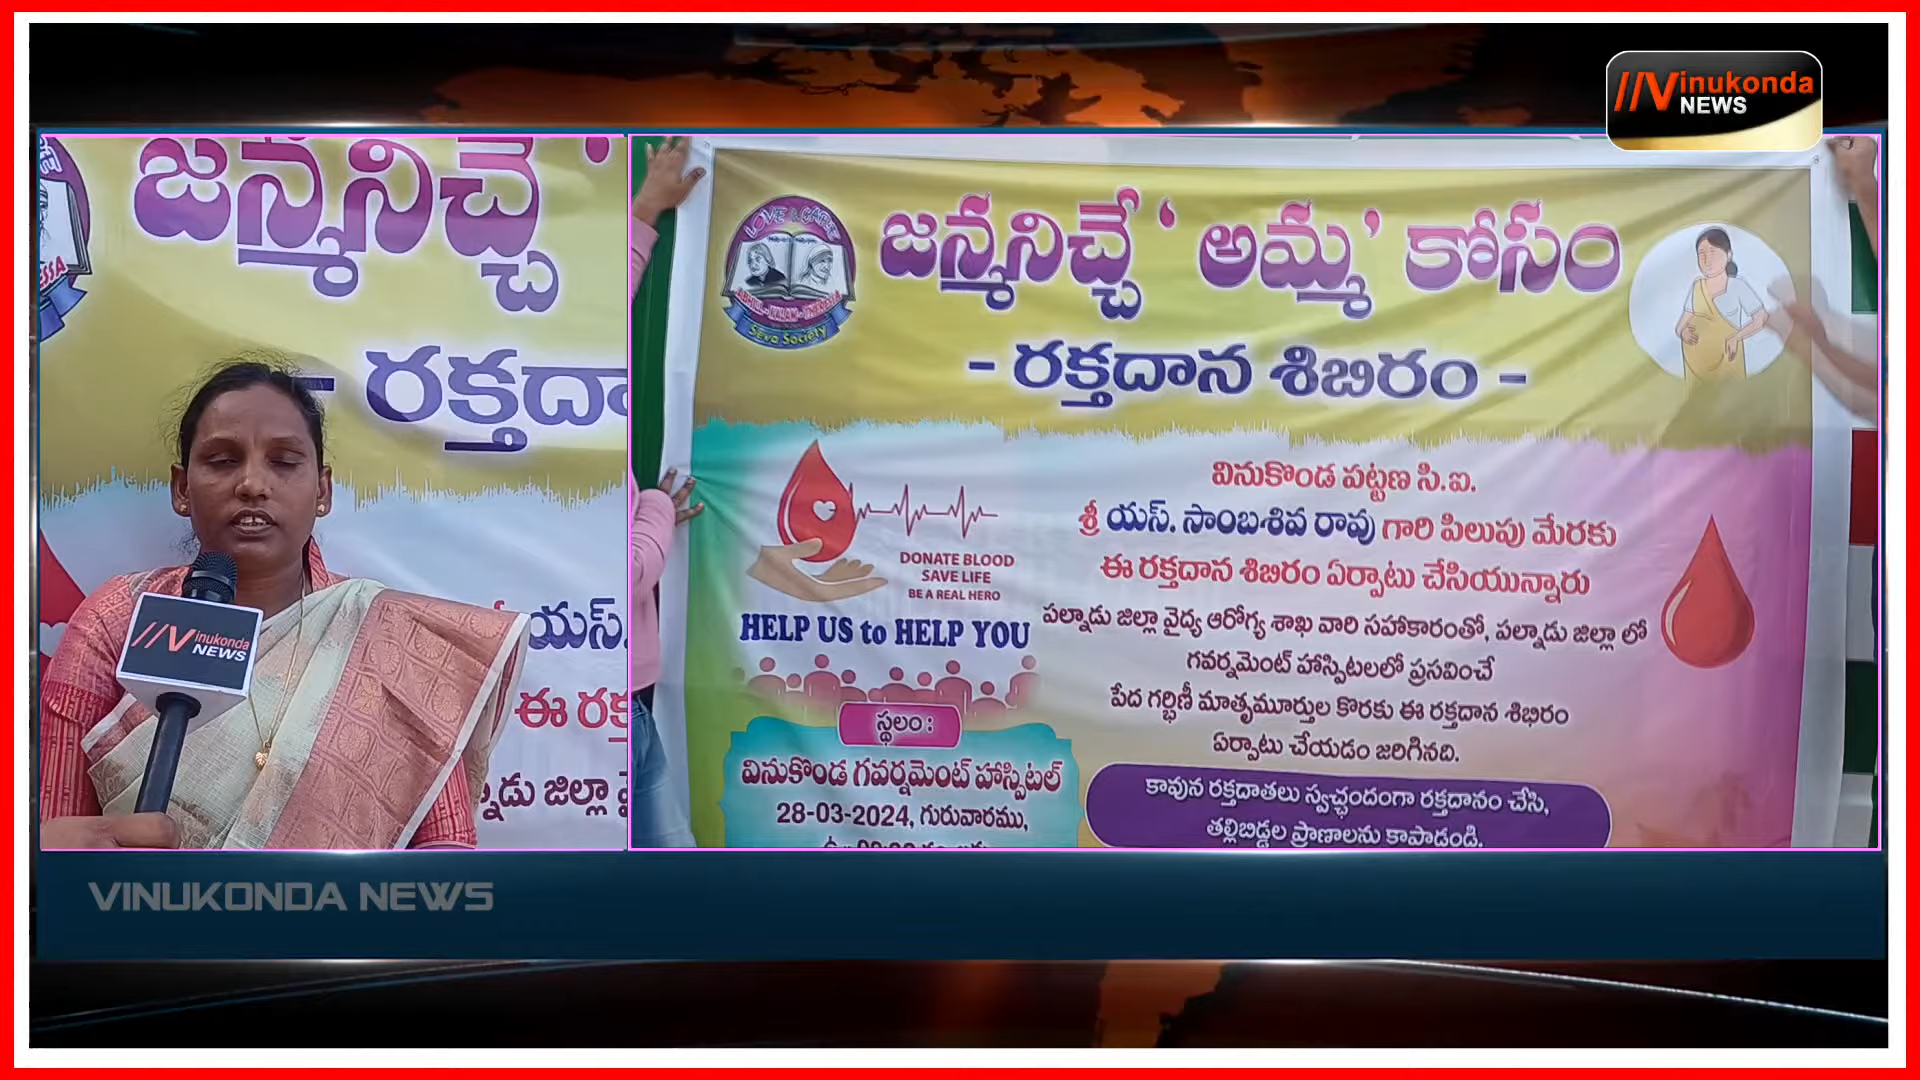 //Vinukonda
NEWS
జన్మనిచ్చే '
- రక్తదా
యస్.
ఈ రక్త
//Vinukonda
NEWS
LOVE & CARE
Seva Society
జన్మనిచ్చే ' అమ్మ ' కోసం
- రక్తదాన శిబిరం -
DONATE BLOOD
SAVE LIFE
BE A REAL HERO
HELP US to HELP YOU
వినుకొండ పట్టణ సి.ఐ.
శ్రీ యస్. సాంబశివ రావు గారి పిలుపు మేరకు
ఈ రక్తదాన శిబిరం ఏర్పాటు చేసియున్నారు
పల్నాడు జిల్లా వైద్య ఆరోగ్య శాఖ వారి సహకారంతో, పల్నాడు జిల్లా లో
గవర్నమెంట్ హాస్పిటలలో ప్రసవించే
పేద గర్భిణీ మాతృమూర్తుల కొరకు ఈ రక్తదాన శిభిరం
ఏర్పాటు చేయడం జరిగినది.
స్థలం :
వినుకొండ గవర్నమెంట్ హాస్పిటల్
28-03-2024, గురువారము,
కావున రక్తదాతలు స్వచ్ఛందంగా రక్తదానం చేసి,
తల్లిబిడ్డల ప్రాణాలను కాపాడండి.
VINUKONDA NEWS